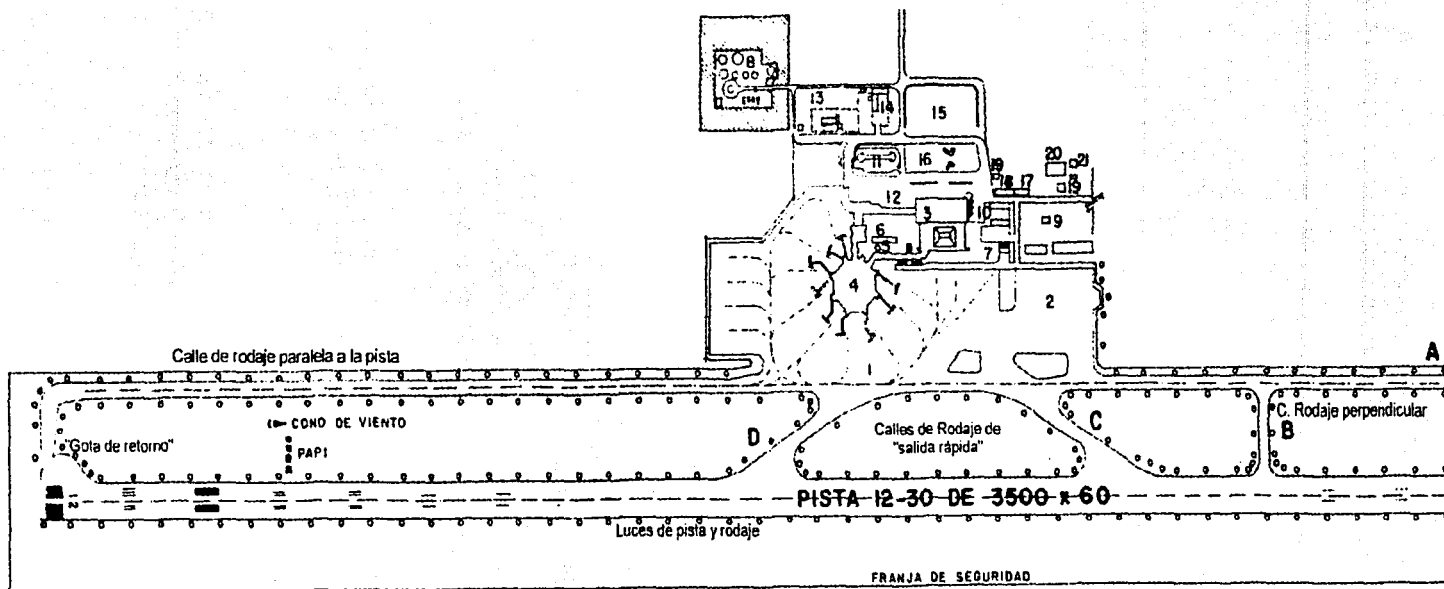 8
13
14
15
11
16
19
20
21
18
17
19
12
3
10
9
6
5
7
4
2
1
Calle de rodaje paralela a la pista
A
CONO DE VIENTO
"Gota de retorno"
PAPI
D
Calles de Rodaje de
"salida rápida"
C
C. Rodaje perpendicular
B
12
PISTA 12-30 DE 3500 x 60
Luces de pista y rodaje
FRANJA DE SEGURIDAD